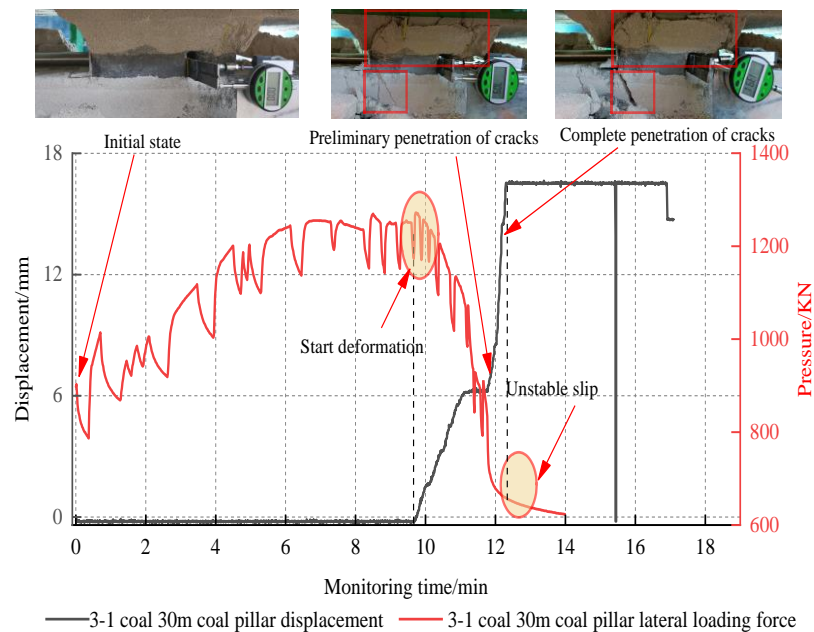 Initial state
Preliminary penetration of cracks
Complete penetration of cracks
18
12
6
0
Displacement/mm
1400
1200
1000
800
600
Pressure/KN
Start deformation
Unstable slip
0 2 4 6 8 10 12 14 16 18
Monitoring time/min
3-1 coal 30m coal pillar displacement
3-1 coal 30m coal pillar lateral loading force